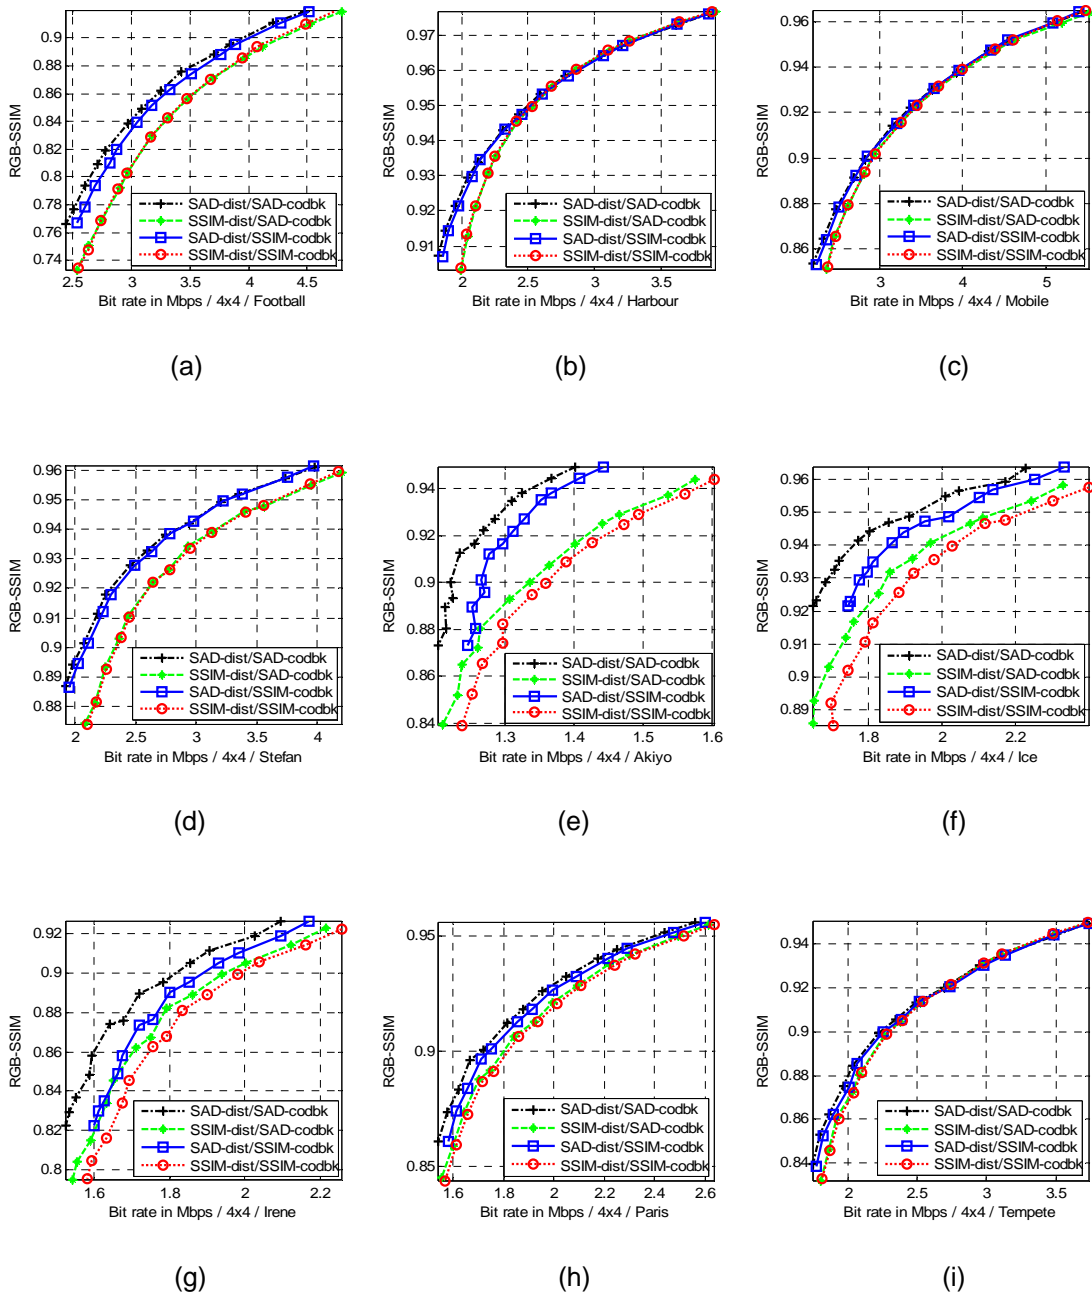 RGB-SSIM
0.9
0.88
0.86
0.84
0.82
0.8
0.78
0.76
0.74
SAD-dist/SAD-codbk
SSIM-dist/SAD-codbk
SAD-dist/SSIM-codbk
SSIM-dist/SSIM-codbk
2.5 3 3.5 4 4.5
Bit rate in Mbps / 4x4 / Football
(a)
RGB-SSIM
0.97
0.96
0.95
0.94
0.93
0.92
0.91
SAD-dist/SAD-codbk
SSIM-dist/SAD-codbk
SAD-dist/SSIM-codbk
SSIM-dist/SSIM-codbk
2 2.5 3 3.5
Bit rate in Mbps / 4x4 / Harbour
(b)
RGB-SSIM
0.96
0.94
0.92
0.9
0.88
0.86
SAD-dist/SAD-codbk
SSIM-dist/SAD-codbk
SAD-dist/SSIM-codbk
SSIM-dist/SSIM-codbk
3 4 5
Bit rate in Mbps / 4x4 / Mobile
(c)
RGB-SSIM
0.96
0.95
0.94
0.93
0.92
0.91
0.9
0.89
0.88
SAD-dist/SAD-codbk
SSIM-dist/SAD-codbk
SAD-dist/SSIM-codbk
SSIM-dist/SSIM-codbk
2 2.5 3 3.5 4
Bit rate in Mbps / 4x4 / Stefan
(d)
RGB-SSIM
0.94
0.92
0.9
0.88
0.86
0.84
SAD-dist/SAD-codbk
SSIM-dist/SAD-codbk
SAD-dist/SSIM-codbk
SSIM-dist/SSIM-codbk
1.3 1.4 1.5 1.6
Bit rate in Mbps / 4x4 / Akiyo
(e)
RGB-SSIM
0.96
0.95
0.94
0.93
0.92
0.91
0.9
0.89
SAD-dist/SAD-codbk
SSIM-dist/SAD-codbk
SAD-dist/SSIM-codbk
SSIM-dist/SSIM-codbk
1.8 2 2.2
Bit rate in Mbps / 4x4 / Ice
(f)
RGB-SSIM
0.92
0.9
0.88
0.86
0.84
0.82
0.8
SAD-dist/SAD-codbk
SSIM-dist/SAD-codbk
SAD-dist/SSIM-codbk
SSIM-dist/SSIM-codbk
1.6 1.8 2 2.2
Bit rate in Mbps / 4x4 / Irene
(g)
RGB-SSIM
0.95
0.9
0.85
SAD-dist/SAD-codbk
SSIM-dist/SAD-codbk
SAD-dist/SSIM-codbk
SSIM-dist/SSIM-codbk
1.6 1.8 2 2.2 2.4 2.6
Bit rate in Mbps / 4x4 / Paris
(h)
RGB-SSIM
0.94
0.92
0.9
0.88
0.86
0.84
SAD-dist/SAD-codbk
SSIM-dist/SAD-codbk
SAD-dist/SSIM-codbk
SSIM-dist/SSIM-codbk
2 2.5 3 3.5
Bit rate in Mbps / 4x4 / Tempete
(i)